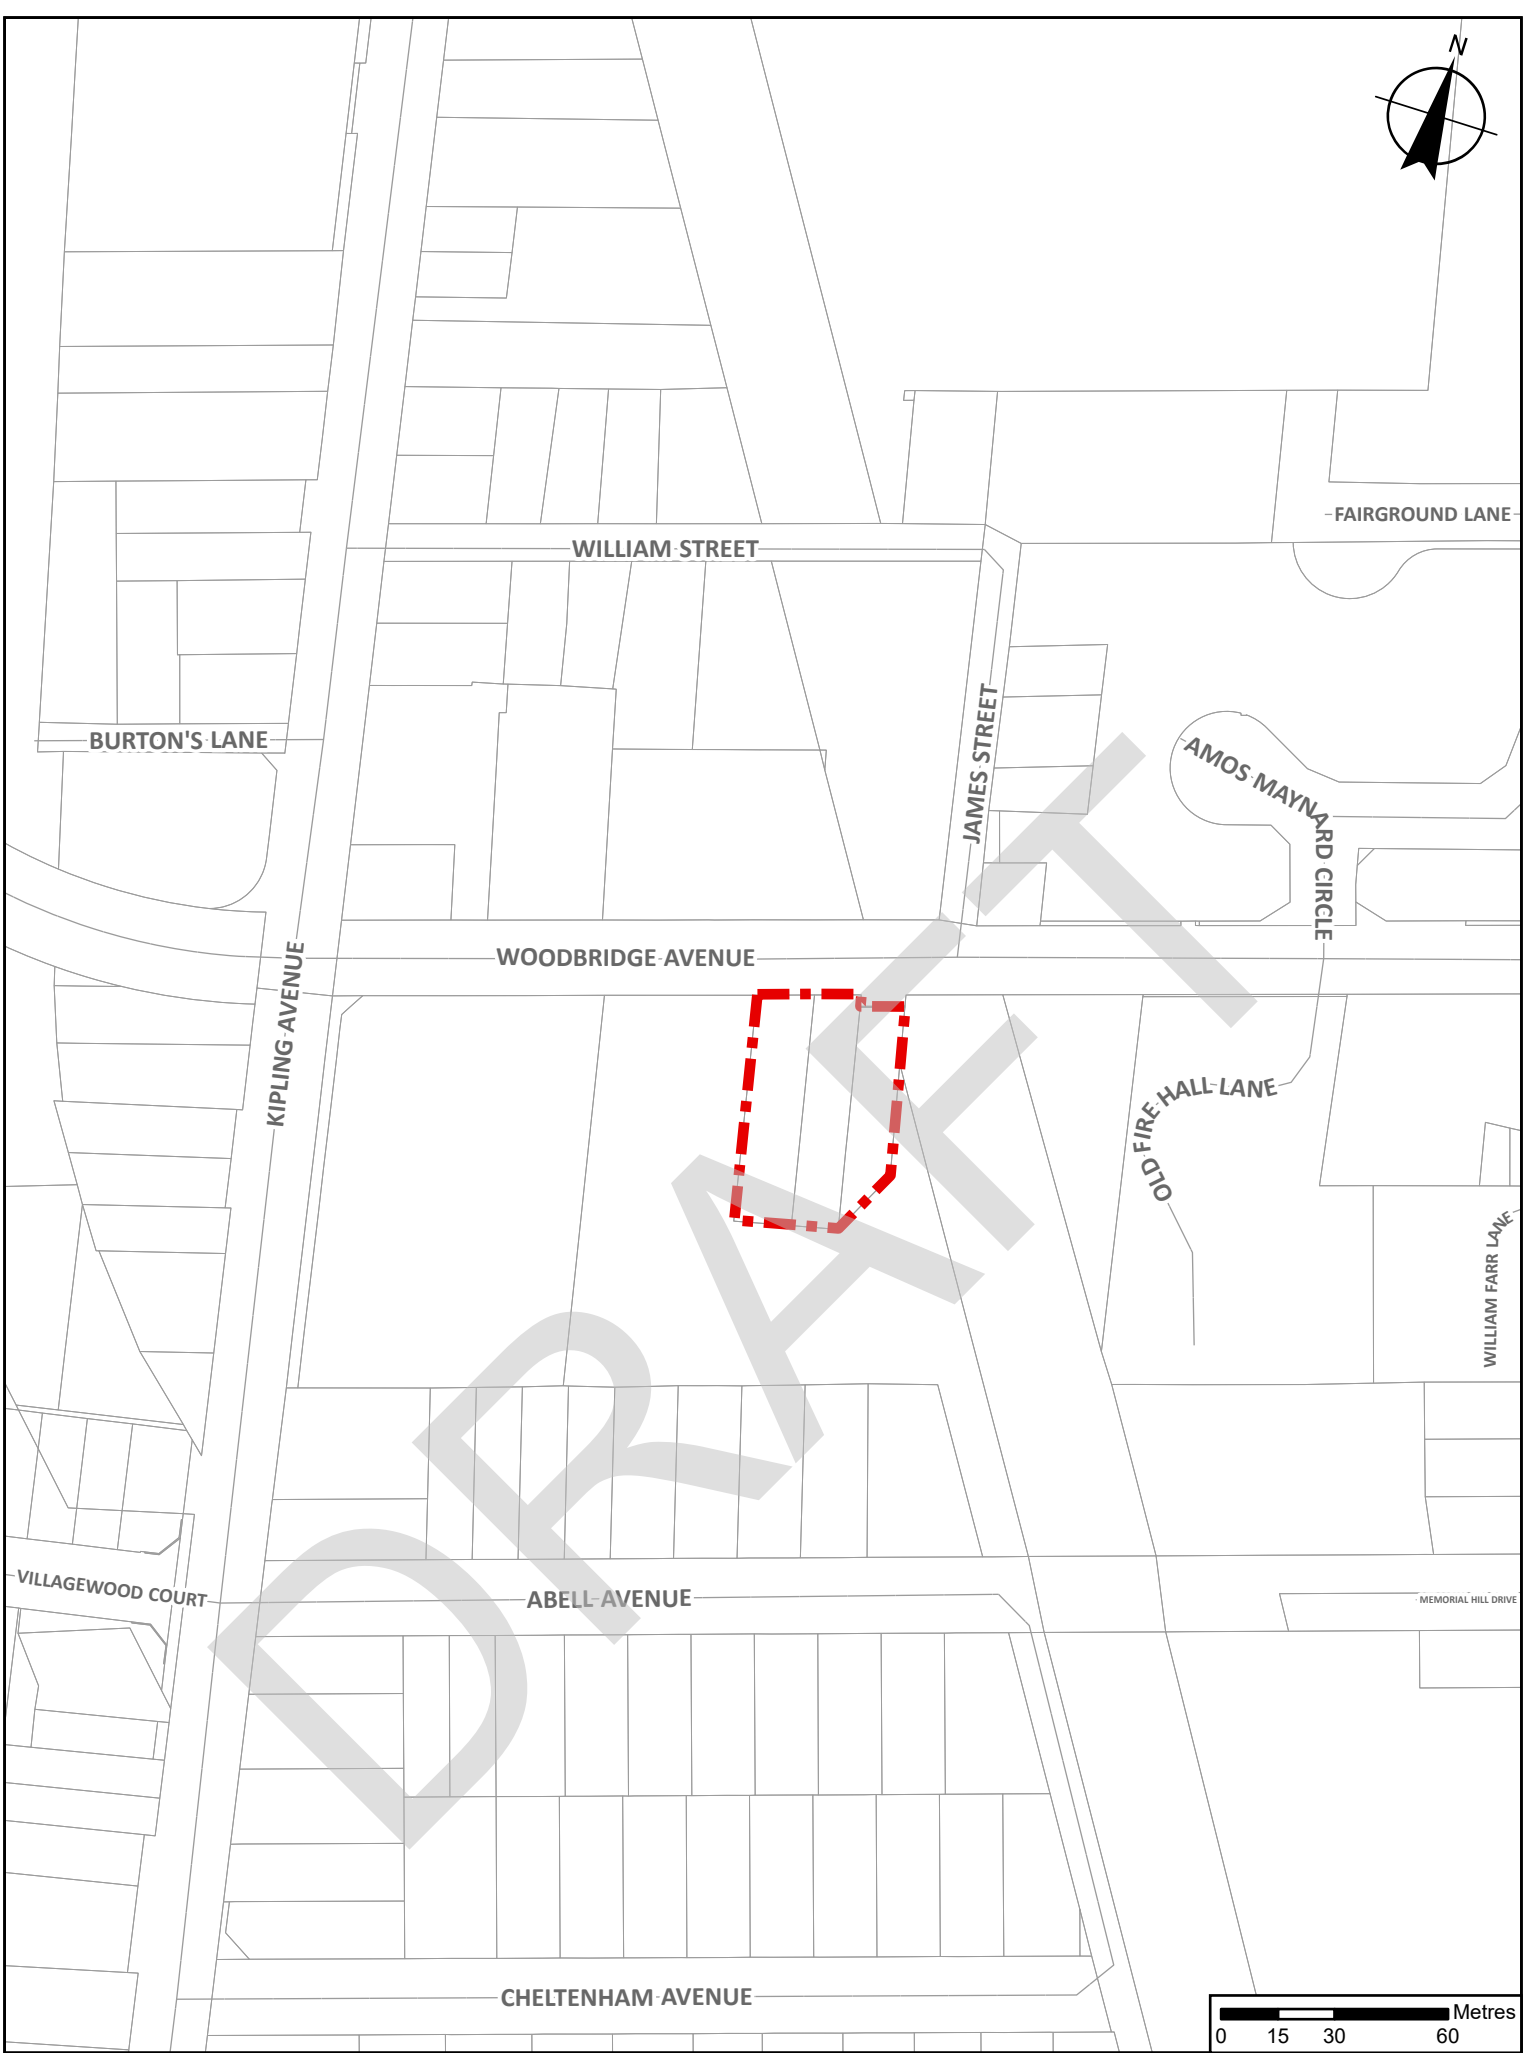 N
FAIRGROUND LANE
WILLIAM STREET
BURTON'S LANE
JAMES STREET
AMOS MAYNARD CIRCLE
WOODBRIDGE AVENUE
KIPLING AVENUE
OLD FIRE HALL LANE
WILLIAM FARR LANE
DRAFT
VILLAGEWOOD COURT
ABELL AVENUE
MEMORIAL HILL DRIVE
CHELTENHAM AVENUE
Metres
0 15 30 60